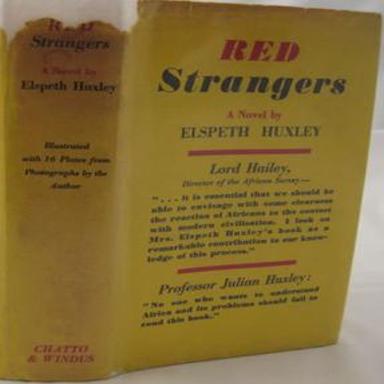 RED
Strangers
A Novel by
Elspeth Huxley
Illustrated
with 16 Plates from
Photographs by the
Author
CHATTO
& WINDUS
RED
Strangers
A Novel by
ELSPETH HUXLEY
Lord Hailey,
Director of the African Survey—
"... it is essential that we should be
able to envisage with some clearness
the reaction of Africans to the contact
with modern civilisation. I look on
Mrs. Elspeth Huxley's book as a
remarkable contribution to our know-
ledge of this process."
Professor Julian Huxley:
"No one who wants to understand
Africa and its problems should fail to
read this book."